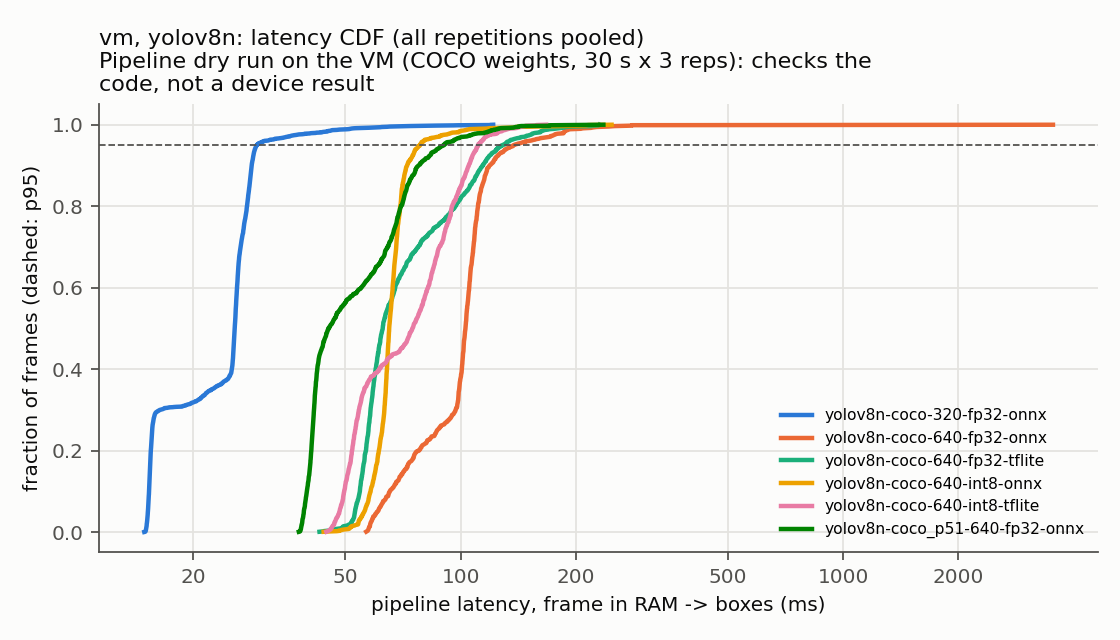 vm, yolov8n: latency CDF (all repetitions pooled)
Pipeline dry run on the VM (COCO weights, 30 s x 3 reps): checks the
code, not a device result
fraction of frames (dashed: p95)
1.0
0.8
0.6
0.4
0.2
0.0
yolov8n-coco-320-fp32-onnx
yolov8n-coco-640-fp32-onnx
yolov8n-coco-640-fp32-tflite
yolov8n-coco-640-int8-onnx
yolov8n-coco-640-int8-tflite
yolov8n-coco_p51-640-fp32-onnx
20 50 100 200 500 1000 2000
pipeline latency, frame in RAM -> boxes (ms)